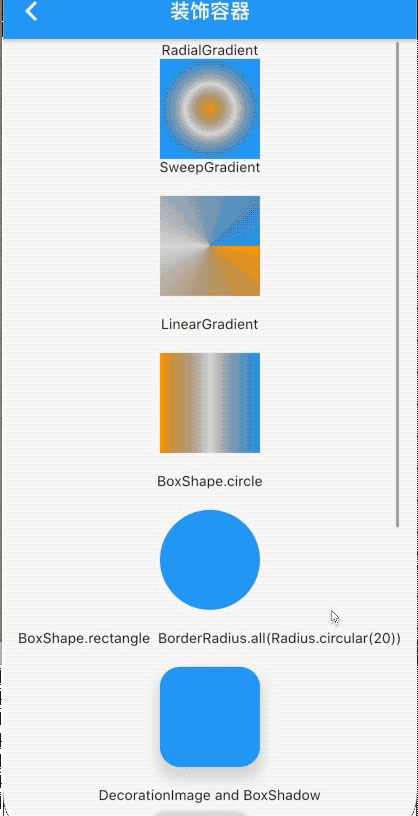 装饰容器
RadialGradient
SweepGradient
LinearGradient
BoxShape.circle
BoxShape.rectangle BorderRadius.all(Radius.circular(20))
DecorationImage and BoxShadow